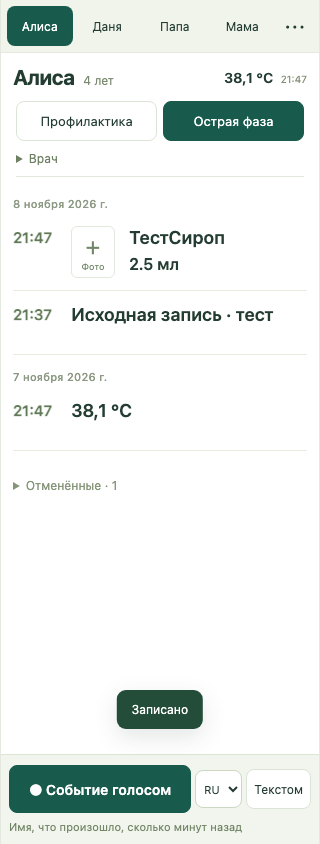 Алиса Даня Папа Мама •••
Алиса 4 лет 38,1 °C 21:47
Профилактика Острая фаза
▶ Врач
8 ноября 2026 г.
21:47 ТестСироп
+
Фото 2.5 мл
21:37 Исходная запись · тест
7 ноября 2026 г.
21:47 38,1 °C
▶ Отменённые · 1
Записано
● Событие голосом RU Текстом
Имя, что произошло, сколько минут назад